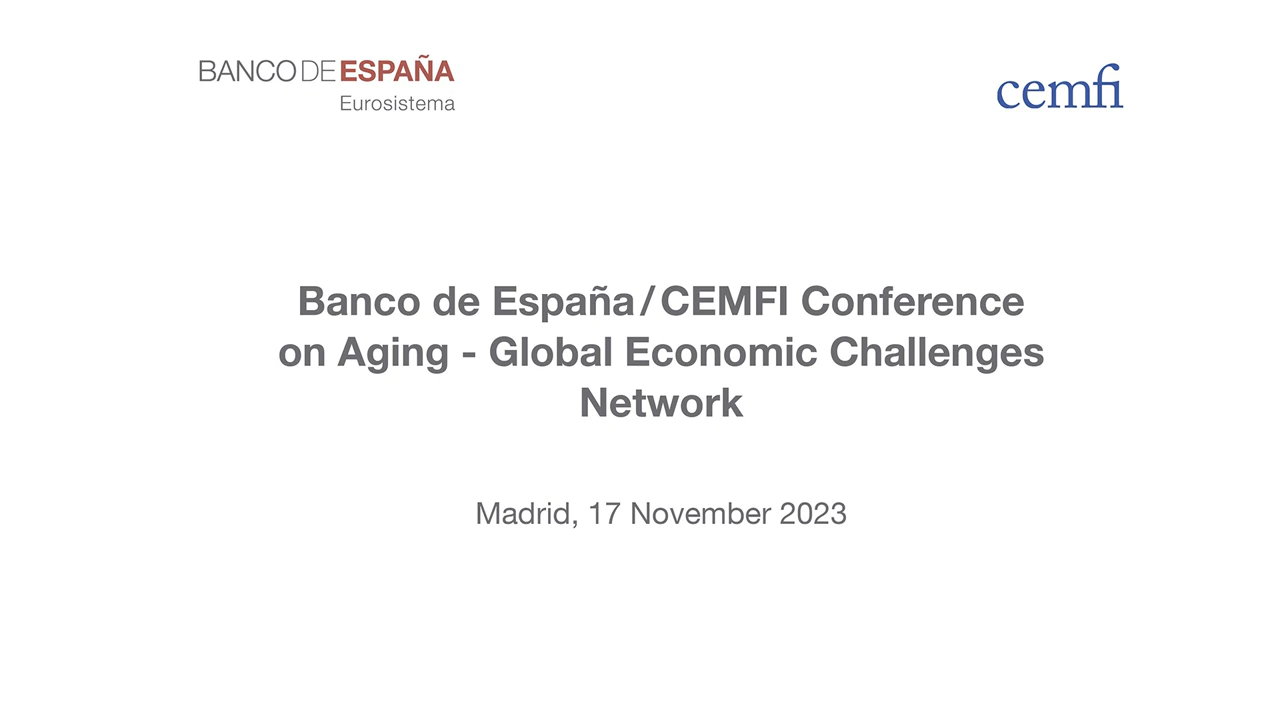 BANCO DE ESPAÑA
Eurosistema
cemfi
Banco de España/CEMFI Conference
on Aging - Global Economic Challenges
Network
Madrid, 17 November 2023